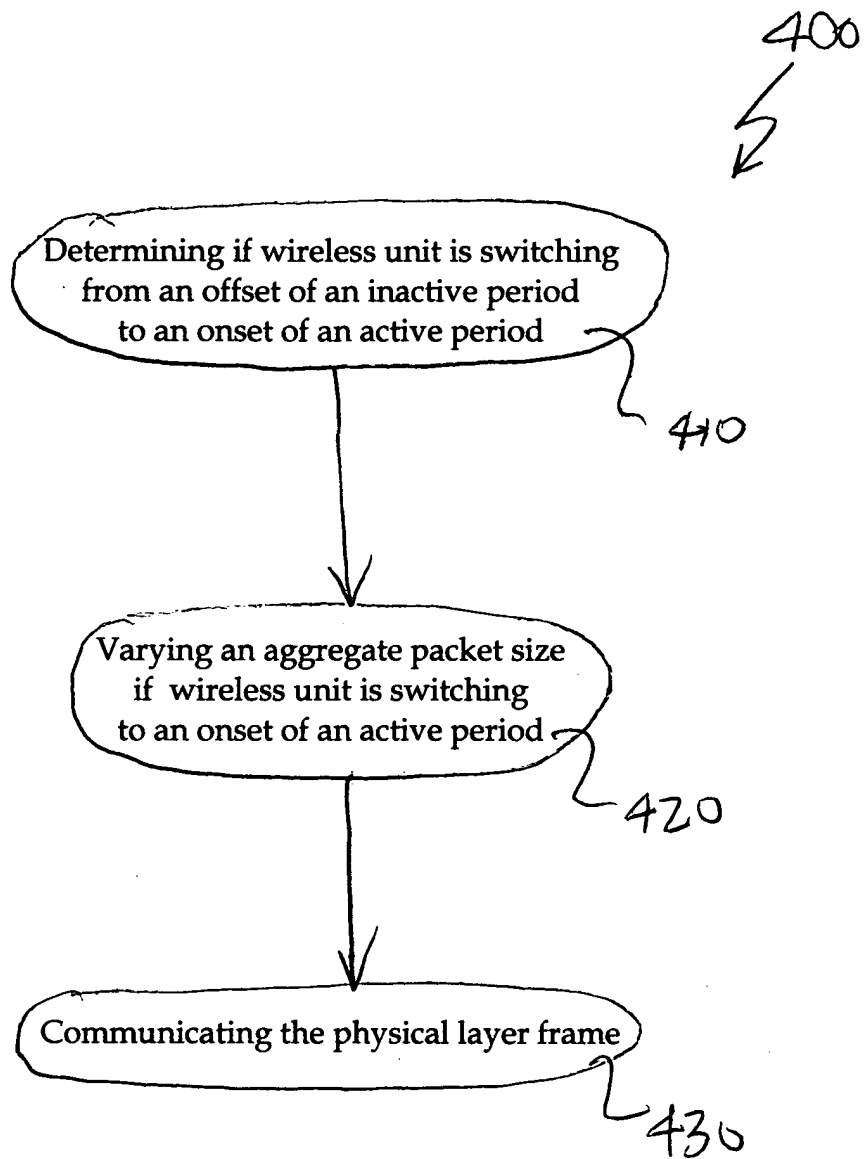 400
Determining if wireless unit is switching
from an offset of an inactive period
to an onset of an active period
410
Varying an aggregate packet size
if wireless unit is switching
to an onset of an active period
420
Communicating the physical layer frame
430